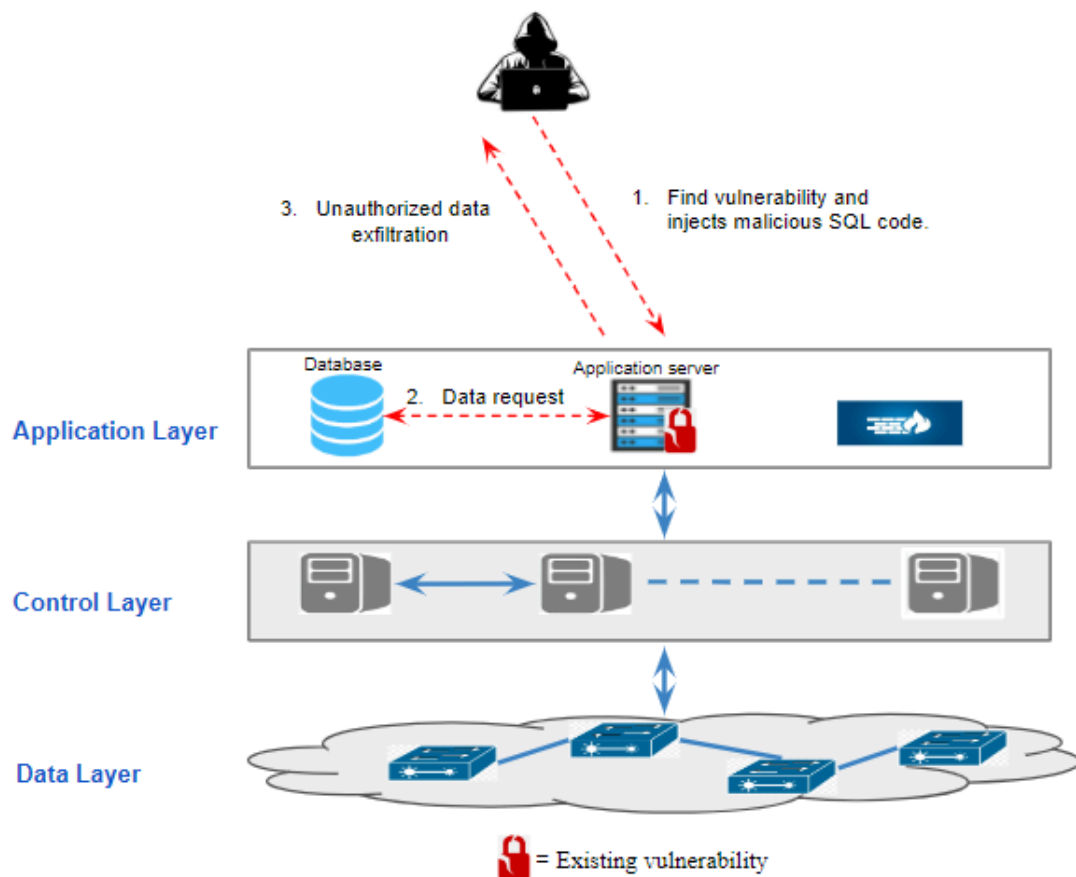 3. Unauthorized data
exfiltration
1. Find vulnerability and
injects malicious SQL code.
Database
Application server
2. Data request
Application Layer
Control Layer
Data Layer
= Existing vulnerability